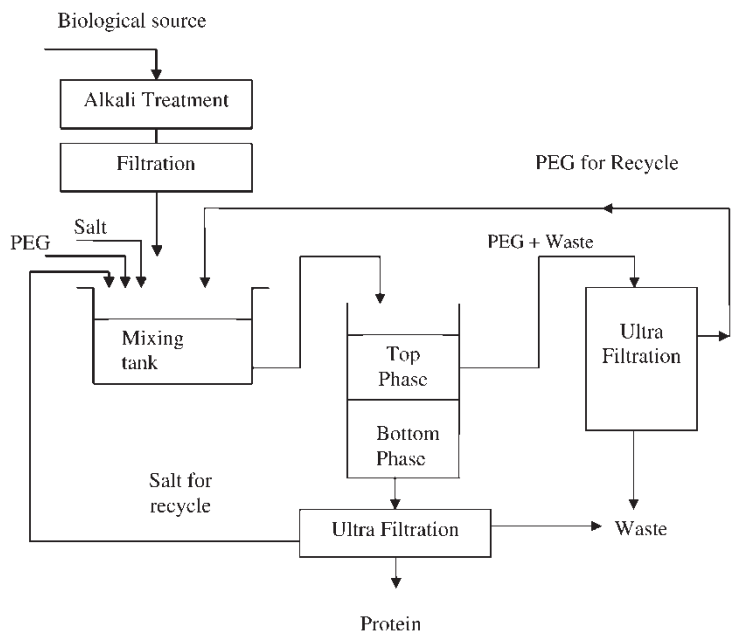 Biological source
Alkali Treatment
Filtration
PEG for Recycle
Salt
PEG
PEG + Waste
Mixing
tank
Top
Phase
Ultra
Filtration
Bottom
Phase
Salt for
recycle
Ultra Filtration
Waste
Protein